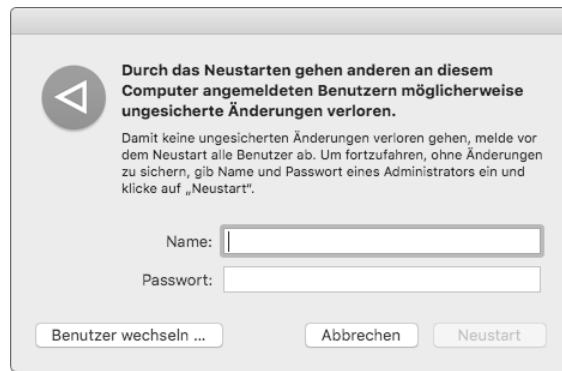 Durch das Neustarten gehen anderen an diesem
Computer angemeldeten Benutzern möglicherweise
ungesicherte Änderungen verloren.
Damit keine ungesicherten Änderungen verloren gehen, melde vor
dem Neustart alle Benutzer ab. Um fortzufahren, ohne Änderungen
zu sichern, gib Name und Passwort eines Administrators ein und
klicke auf „Neustart“.
Name:
Passwort:
Benutzer wechseln ... Abbrechen Neustart